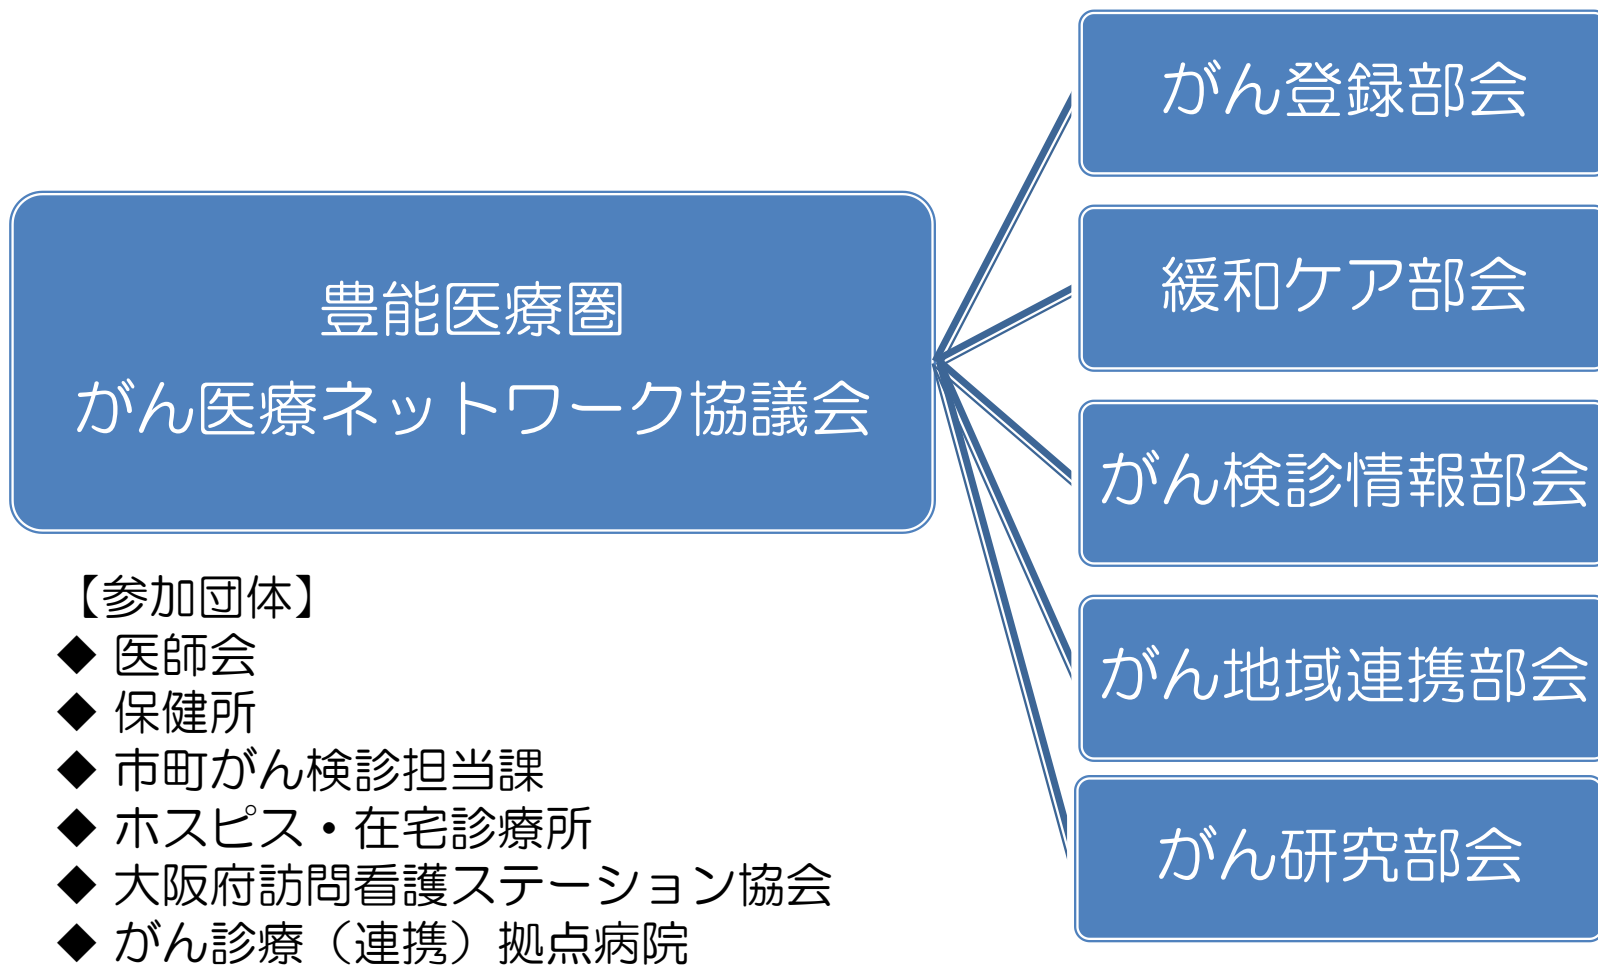 豊能医療圏
がん医療ネットワーク協議会
【参加団体】
◆ 医師会
◆ 保健所
◆ 市町がん検診担当課
◆ ホスピス・在宅診療所
◆ 大阪府訪問看護ステーション協会
◆ がん診療（連携）拠点病院
がん登録部会
緩和ケア部会
がん検診情報部会
がん地域連携部会
がん研究部会